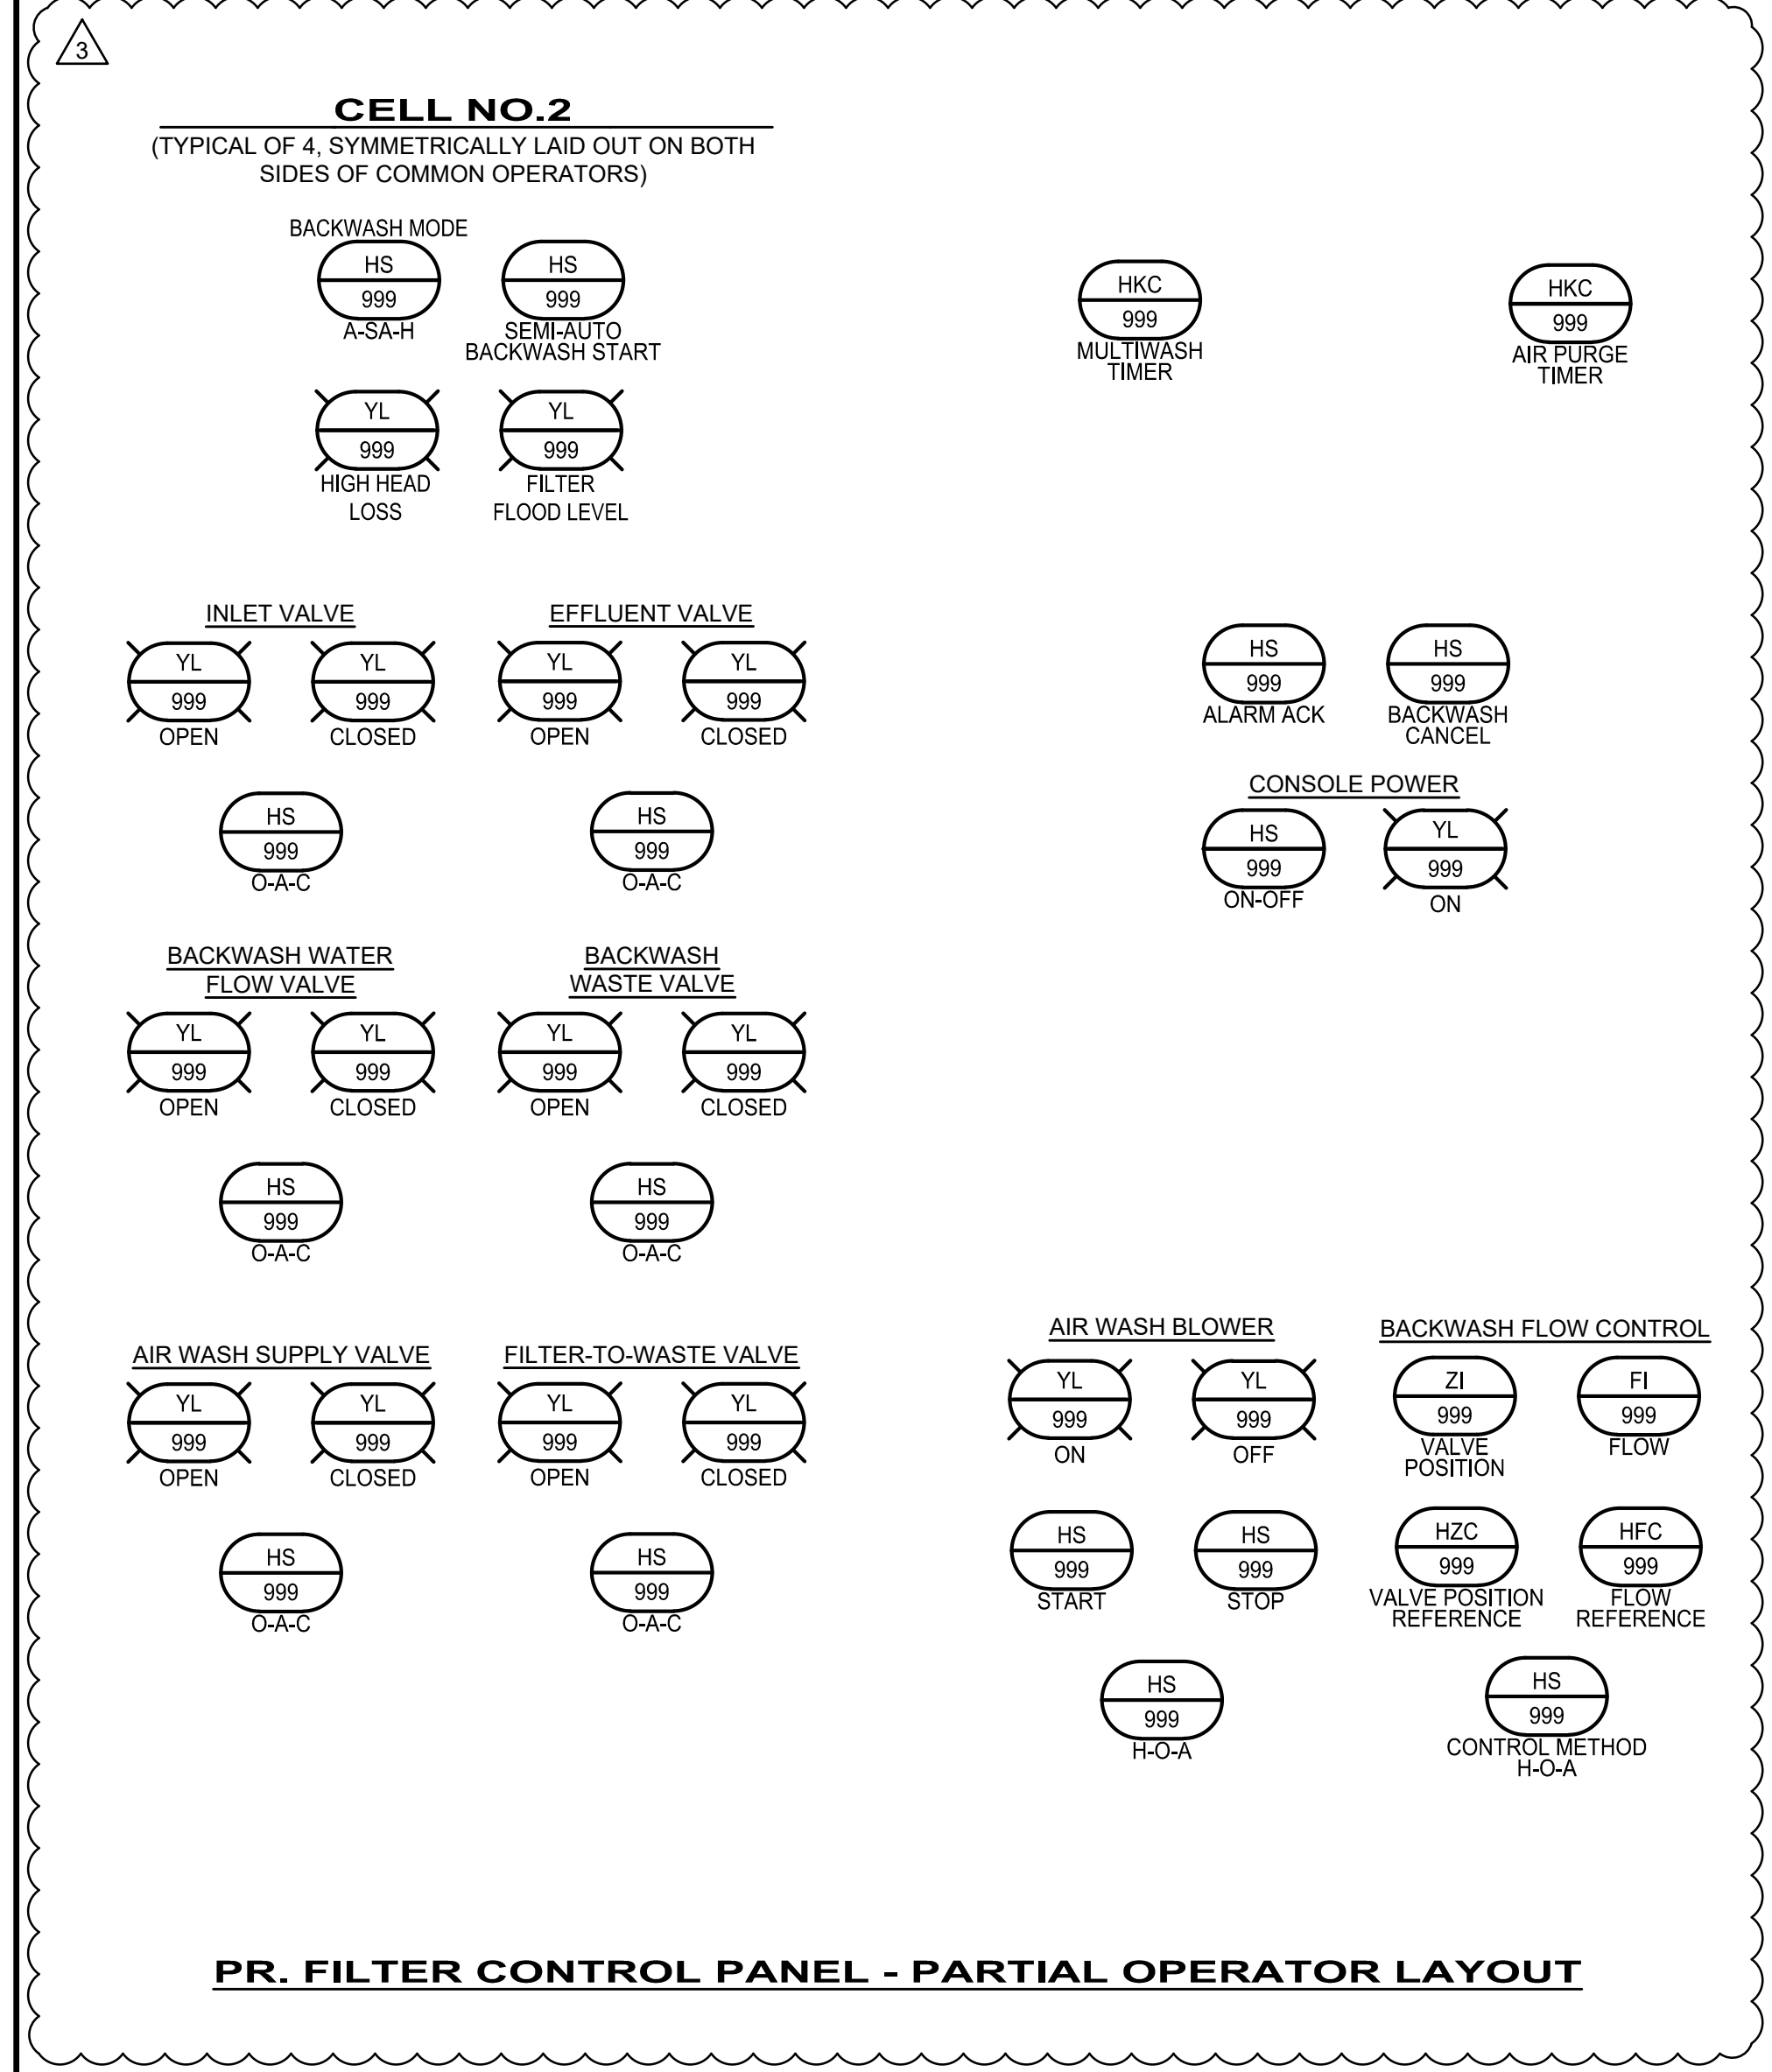 3
CELL NO.2
(TYPICAL OF 4, SYMMETRICALLY LAID OUT ON BOTH
SIDES OF COMMON OPERATORS)
BACKWASH MODE
HS
999
A-SA-H
HS
999
SEMI-AUTO
BACKWASH START
YL
999
HIGH HEAD
LOSS
YL
999
FILTER
FLOOD LEVEL
INLET VALVE
YL
999
OPEN
YL
999
CLOSED
HS
999
O-A-C
EFFLUENT VALVE
YL
999
OPEN
YL
999
CLOSED
HS
999
O-A-C
BACKWASH WATER
FLOW VALVE
YL
999
OPEN
YL
999
CLOSED
HS
999
O-A-C
BACKWASH
WASTE VALVE
YL
999
OPEN
YL
999
CLOSED
HS
999
O-A-C
AIR WASH SUPPLY VALVE
YL
999
OPEN
YL
999
CLOSED
HS
999
O-A-C
FILTER-TO-WASTE VALVE
YL
999
OPEN
YL
999
CLOSED
HS
999
O-A-C
HKC
999
MULTIWASH
TIMER
HKC
999
AIR PURGE
TIMER
HS
999
ALARM ACK
HS
999
BACKWASH
CANCEL
CONSOLE POWER
HS
999
ON-OFF
YL
999
ON
AIR WASH BLOWER
YL
999
ON
YL
999
OFF
HS
999
START
HS
999
STOP
HS
999
H-O-A
BACKWASH FLOW CONTROL
ZI
999
VALVE
POSITION
FI
999
FLOW
HZC
999
VALVE POSITION
REFERENCE
HFC
999
FLOW
REFERENCE
HS
999
CONTROL METHOD
H-O-A
PR. FILTER CONTROL PANEL - PARTIAL OPERATOR LAYOUT